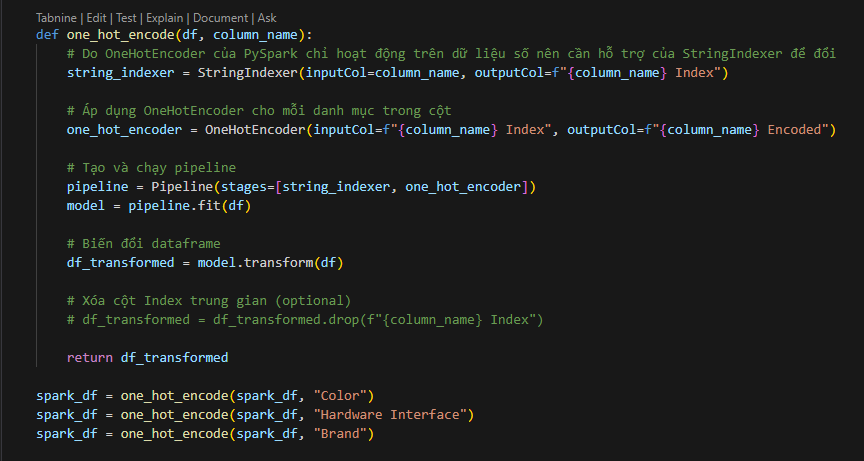 Tabnine | Edit | Test | Explain | Document | Ask
def one_hot_encode(df, column_name):
    # Do OneHotEncoder của PySpark chỉ hoạt động trên dữ liệu số nên cần hỗ trợ của StringIndexer để đổi
    string_indexer = StringIndexer(inputCol=column_name, outputCol=f"{column_name} Index")
    # Áp dụng OneHotEncoder cho mỗi danh mục trong cột
    one_hot_encoder = OneHotEncoder(inputCol=f"{column_name} Index", outputCol=f"{column_name} Encoded")
    # Tạo và chạy pipeline
    pipeline = Pipeline(stages=[string_indexer, one_hot_encoder])
    model = pipeline.fit(df)
    # Biến đổi dataframe
    df_transformed = model.transform(df)
    # Xóa cột Index trung gian (optional)
    # df_transformed = df_transformed.drop(f"{column_name} Index")
    return df_transformed
spark_df = one_hot_encode(spark_df, "Color")
spark_df = one_hot_encode(spark_df, "Hardware Interface")
spark_df = one_hot_encode(spark_df, "Brand")